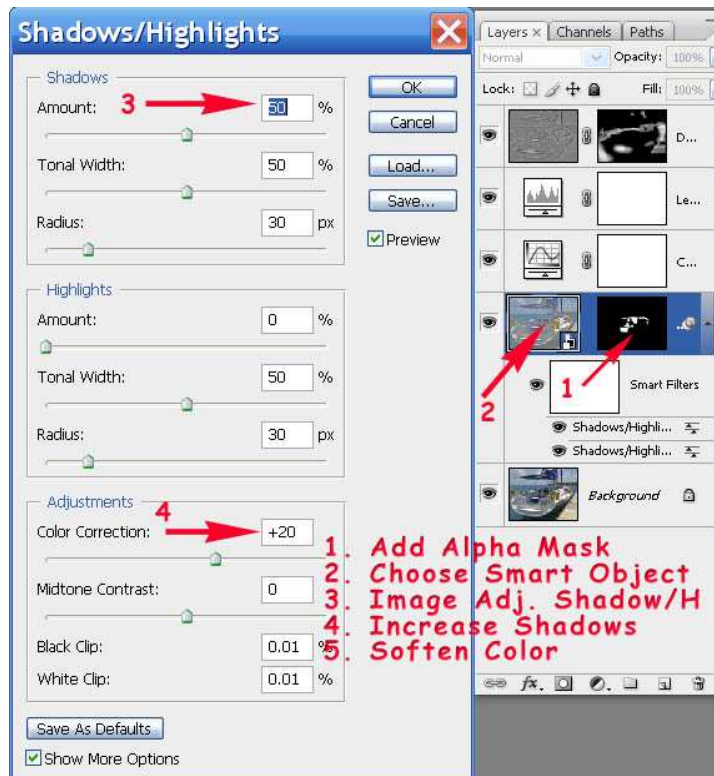 Shadows/Highlights
Shadows
Amount: 50 %
3
Tonal Width: 50 %
Radius: 30 px
Highlights
Amount: 0 %
Tonal Width: 50 %
Radius: 30 px
Adjustments
4
Color Correction: +20
Midtone Contrast: 0 %
Black Clip: 0.01 %
White Clip: 0.01 %
Save As Defaults
Show More Options
OK
Cancel
Load...
Save...
Preview
Layers × Channels Paths
Normal Opacity: 100%
Lock: Fill: 100%
D...
Le...
C...
2
1
Smart Filters
Shadows/Highli...
Shadows/Highli...
Background
1. Add Alpha Mask
2. Choose Smart Object
3. Image Adj. Shadow/H
4. Increase Shadows
5. Soften Color
fx.